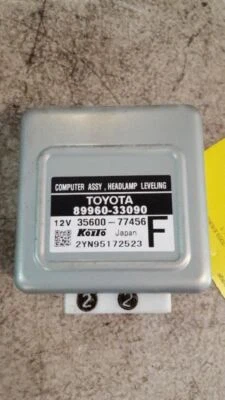 COMPUTER ASSY , HEADLAMP LEVELING
TOYOTA
89960-33090
12V 35600-77456
KOITO Japan F
2YN95172523
2 2